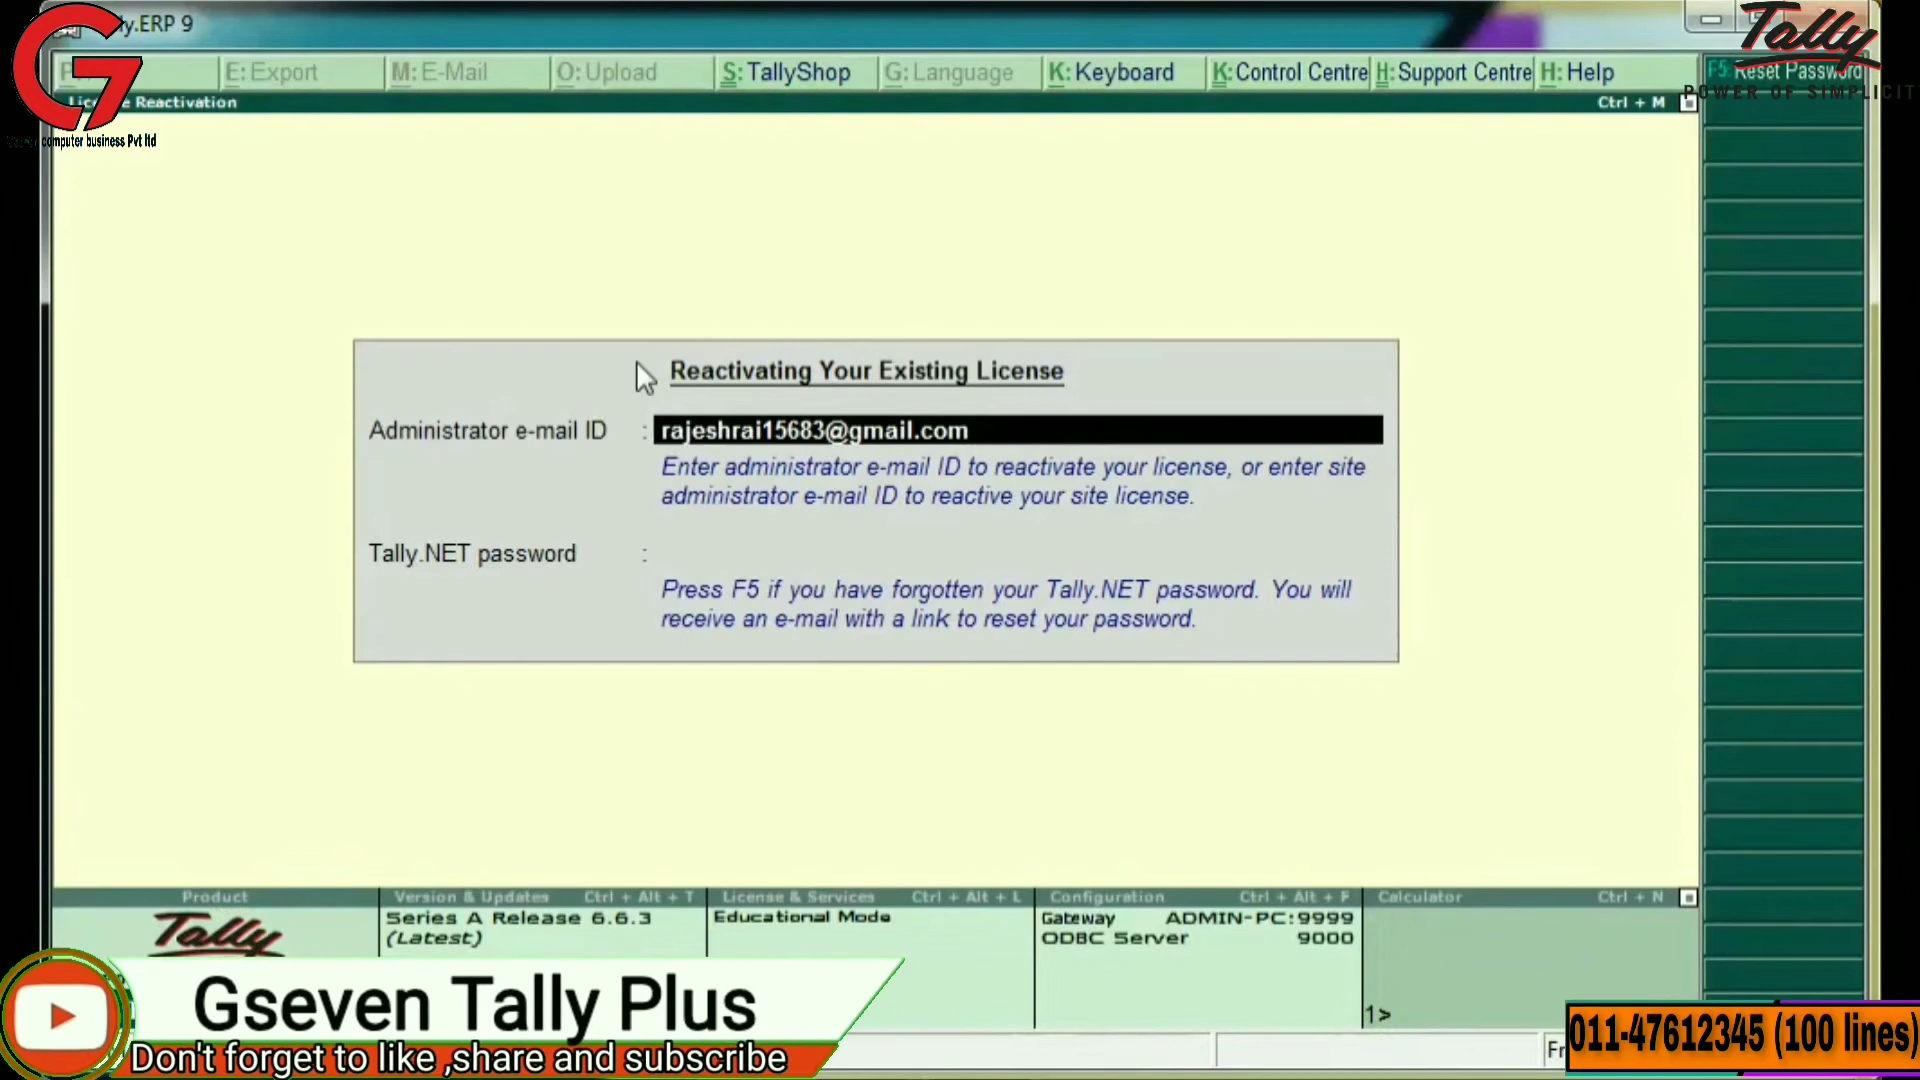 y.ERP 9
Tally
POWER OF SIMPLICIT
G7
computer business Pvt ltd
E: Export
M: E-Mail
O: Upload
S: TallyShop
G: Language
K: Keyboard
K: Control Centre
H: Support Centre
H: Help
F5: Reset Password
License Reactivation
Ctrl + M
Reactivating Your Existing License
Administrator e-mail ID : rajeshrai15683@gmail.com
Enter administrator e-mail ID to reactivate your license, or enter site
administrator e-mail ID to reactive your site license.
Tally.NET password :
Press F5 if you have forgotten your Tally.NET password. You will
receive an e-mail with a link to reset your password.
Product
Tally
Version & Updates Ctrl + Alt + T
Series A Release 6.6.3
(Latest)
License & Services Ctrl + Alt + L
Educational Mode
Configuration Ctrl + Alt + F
Gateway ADMIN-PC:9999
ODBC Server 9000
Calculator Ctrl + N
1>
Gseven Tally Plus
Don't forget to like ,share and subscribe
Fr
011-47612345 (100 lines)